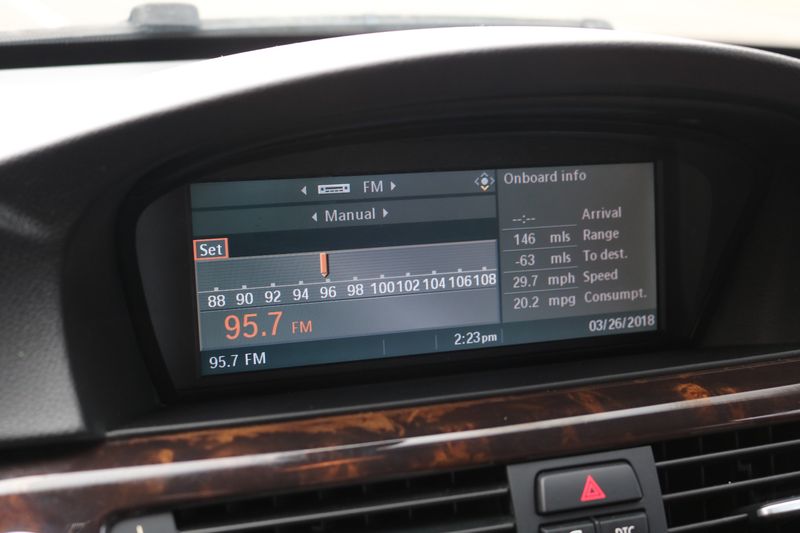 FM
Manual
Set
88 90 92 94 96 98 100 102 104 106 108
95.7 FM
95.7 FM
2:23pm
Onboard info
--:-- Arrival
146 mls Range
-63 mls To dest.
29.7 mph Speed
20.2 mpg Consumpt.
03/26/2018
DTC